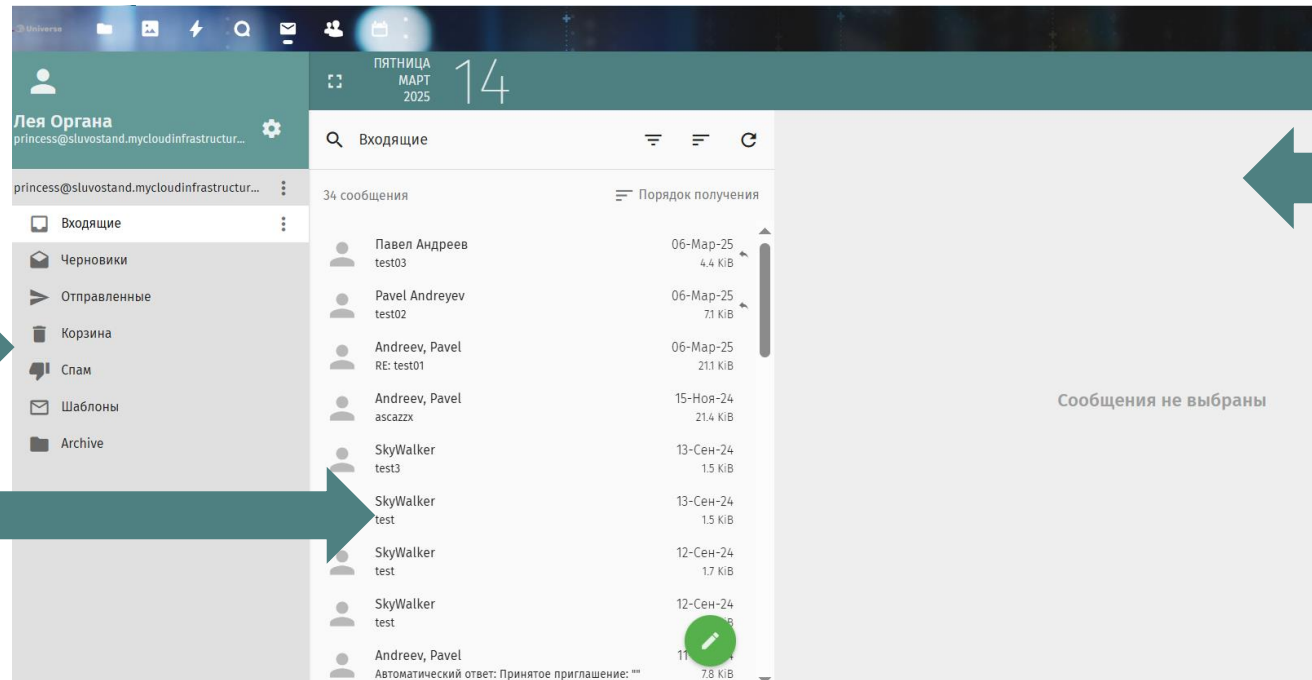 Universe
ПЯТНИЦА
МАРТ
2025
14
Лея Органа
princess@sluvostand.mycloudinfrastructur...
princess@sluvostand.mycloudinfrastructur...
Входящие
Черновики
Отправленные
Корзина
Спам
Шаблоны
Archive
Входящие
34 сообщения
Порядок получения
Павел Андреев 06-Мар-25
test03 4.4 KiB
Pavel Andreyev 06-Мар-25
test02 7.1 KiB
Andreev, Pavel 06-Мар-25
RE: test01 21.1 KiB
Andreev, Pavel 15-Ноя-24
ascazzx 21.4 KiB
SkyWalker 13-Сен-24
test3 1.5 KiB
SkyWalker 13-Сен-24
test 1.5 KiB
SkyWalker 12-Сен-24
test 1.7 KiB
SkyWalker 12-Сен-24
test
Andreev, Pavel
Автоматический ответ: Принятое приглашение: "" 7.8 KiB
Сообщения не выбраны